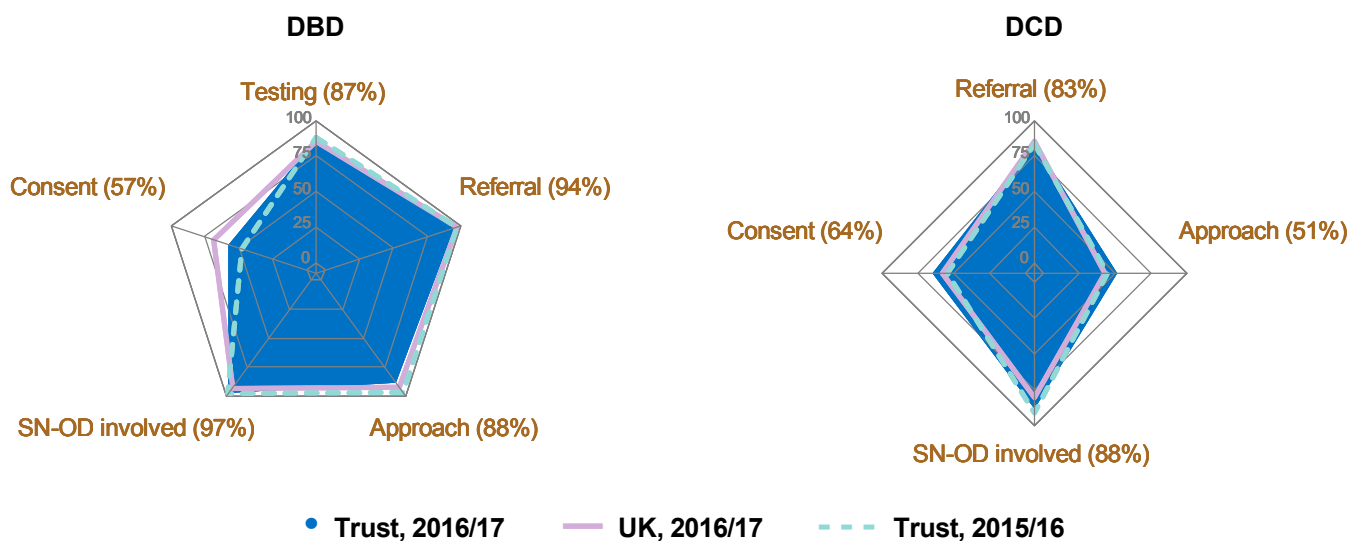 DBD
Testing (87%)
100
75
50
25
0
Consent (57%)
Referral (94%)
SN-OD involved (97%)
Approach (88%)
DCD
Referral (83%)
100
75
50
25
0
Consent (64%)
Approach (51%)
SN-OD involved (88%)
Trust, 2016/17
UK, 2016/17
Trust, 2015/16